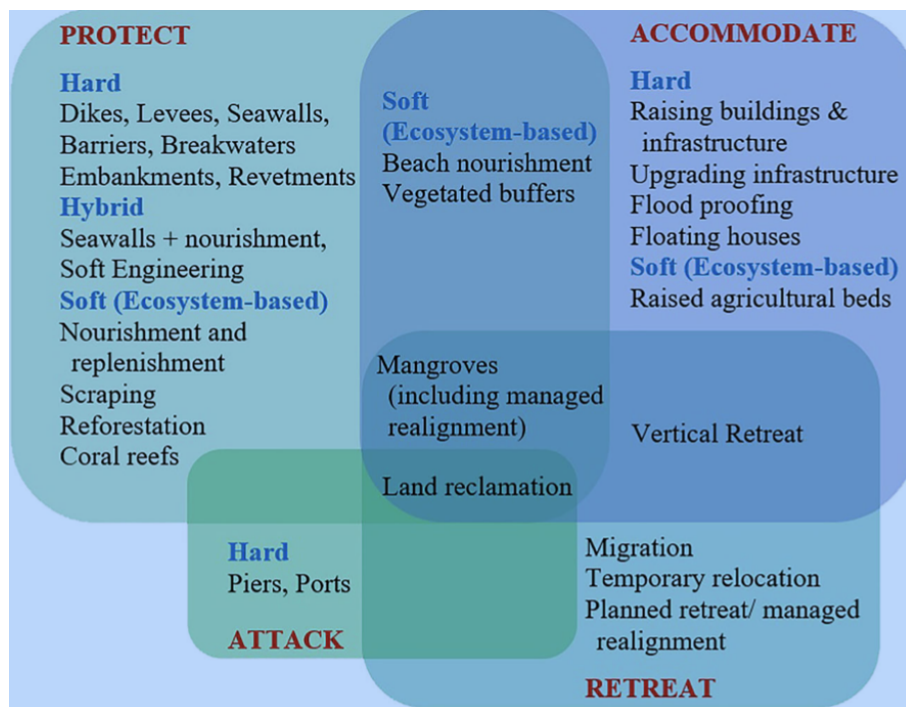 PROTECT
Hard
Dikes, Levees, Seawalls,
Barriers, Breakwaters
Embankments, Revetments
Hybrid
Seawalls + nourishment,
Soft Engineering
Soft (Ecosystem-based)
Nourishment and
replenishment
Scraping
Reforestation
Coral reefs
Soft
(Ecosystem-based)
Beach nourishment
Vegetated buffers
ACCOMMODATE
Hard
Raising buildings &
infrastructure
Upgrading infrastructure
Flood proofing
Floating houses
Soft (Ecosystem-based)
Raised agricultural beds
Mangroves
(including managed
realignment)
Vertical Retreat
Land reclamation
Hard
Piers, Ports
ATTACK
Migration
Temporary relocation
Planned retreat/ managed
realignment
RETREAT